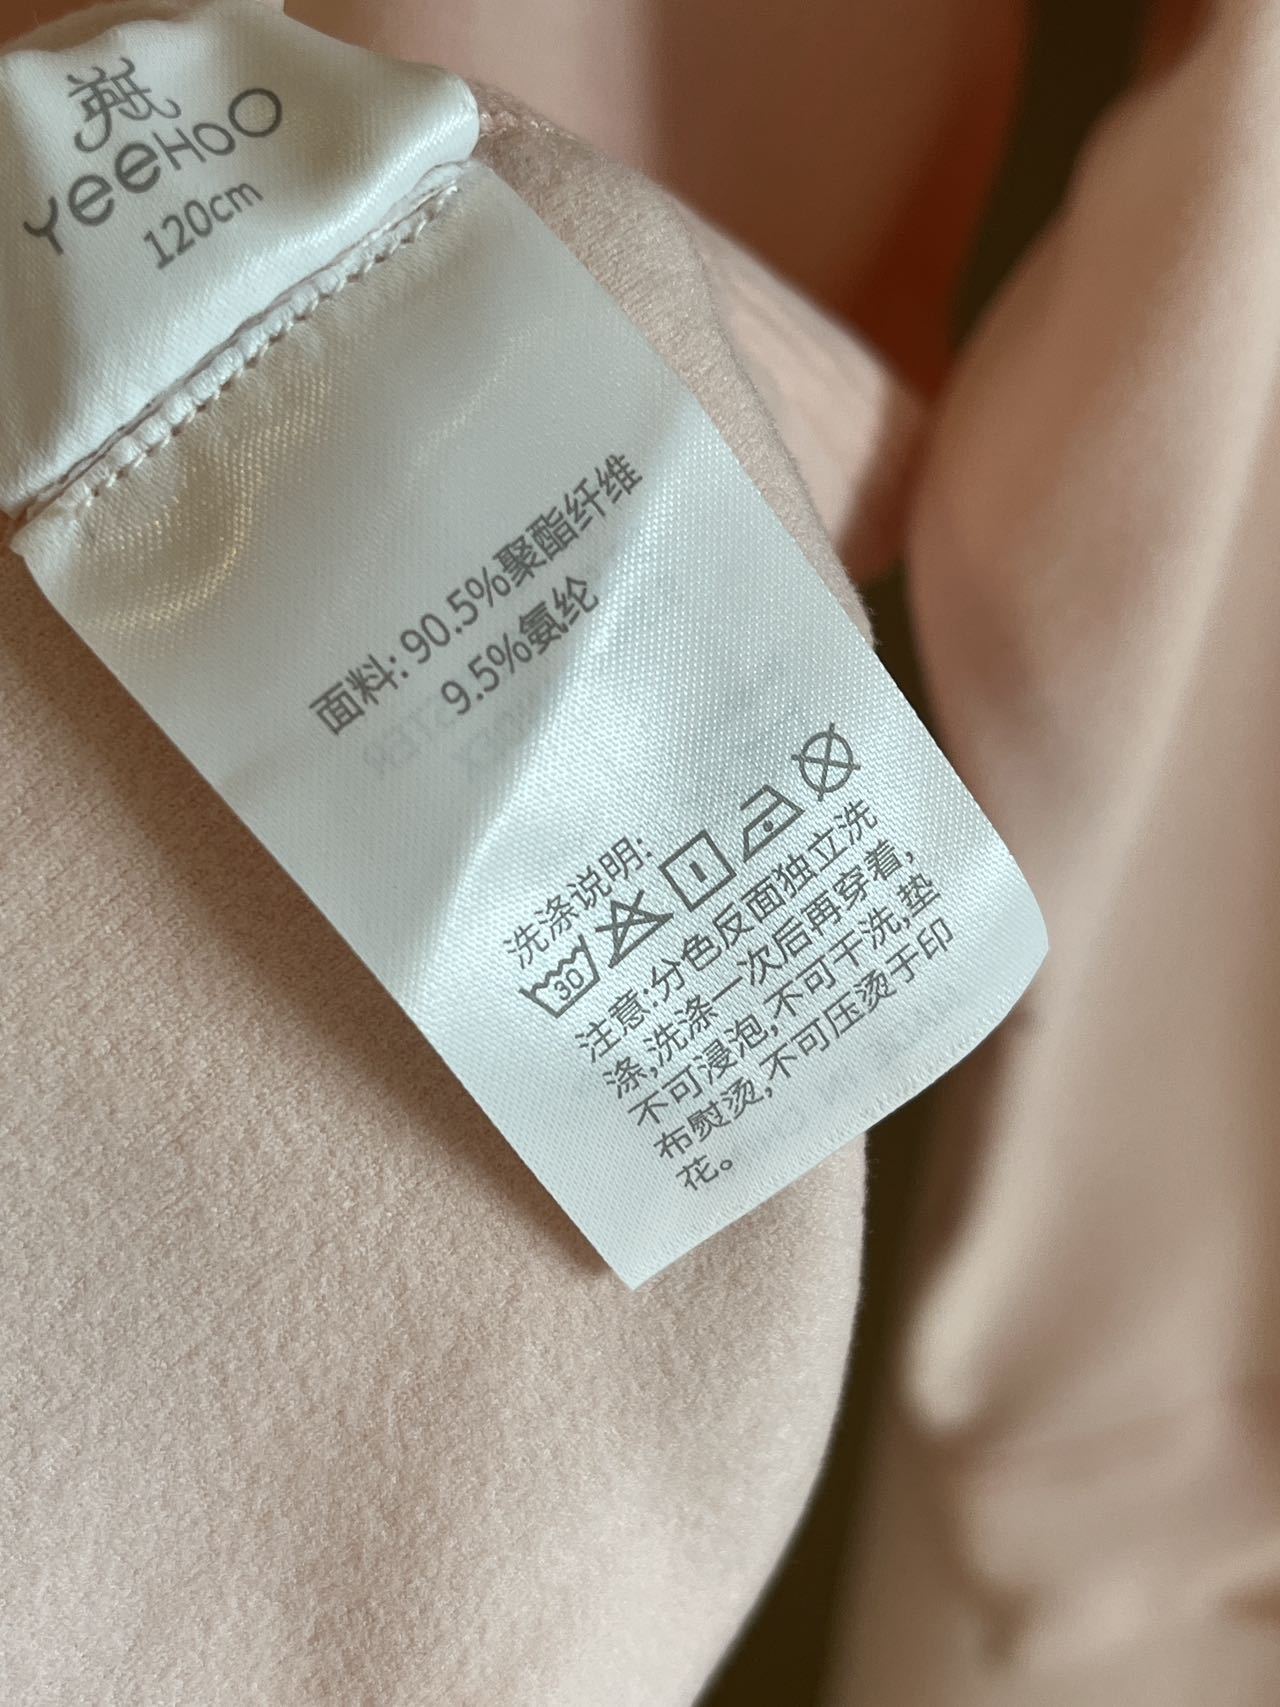 英氏
YeeHoO
120cm
面料: 90.5%聚酯纤维
9.5%氨纶
洗涤说明:
30
注意:分色反面独立洗
涤,洗涤一次后再穿着,
不可浸泡,不可干洗,垫
布熨烫,不可压烫于印
花。